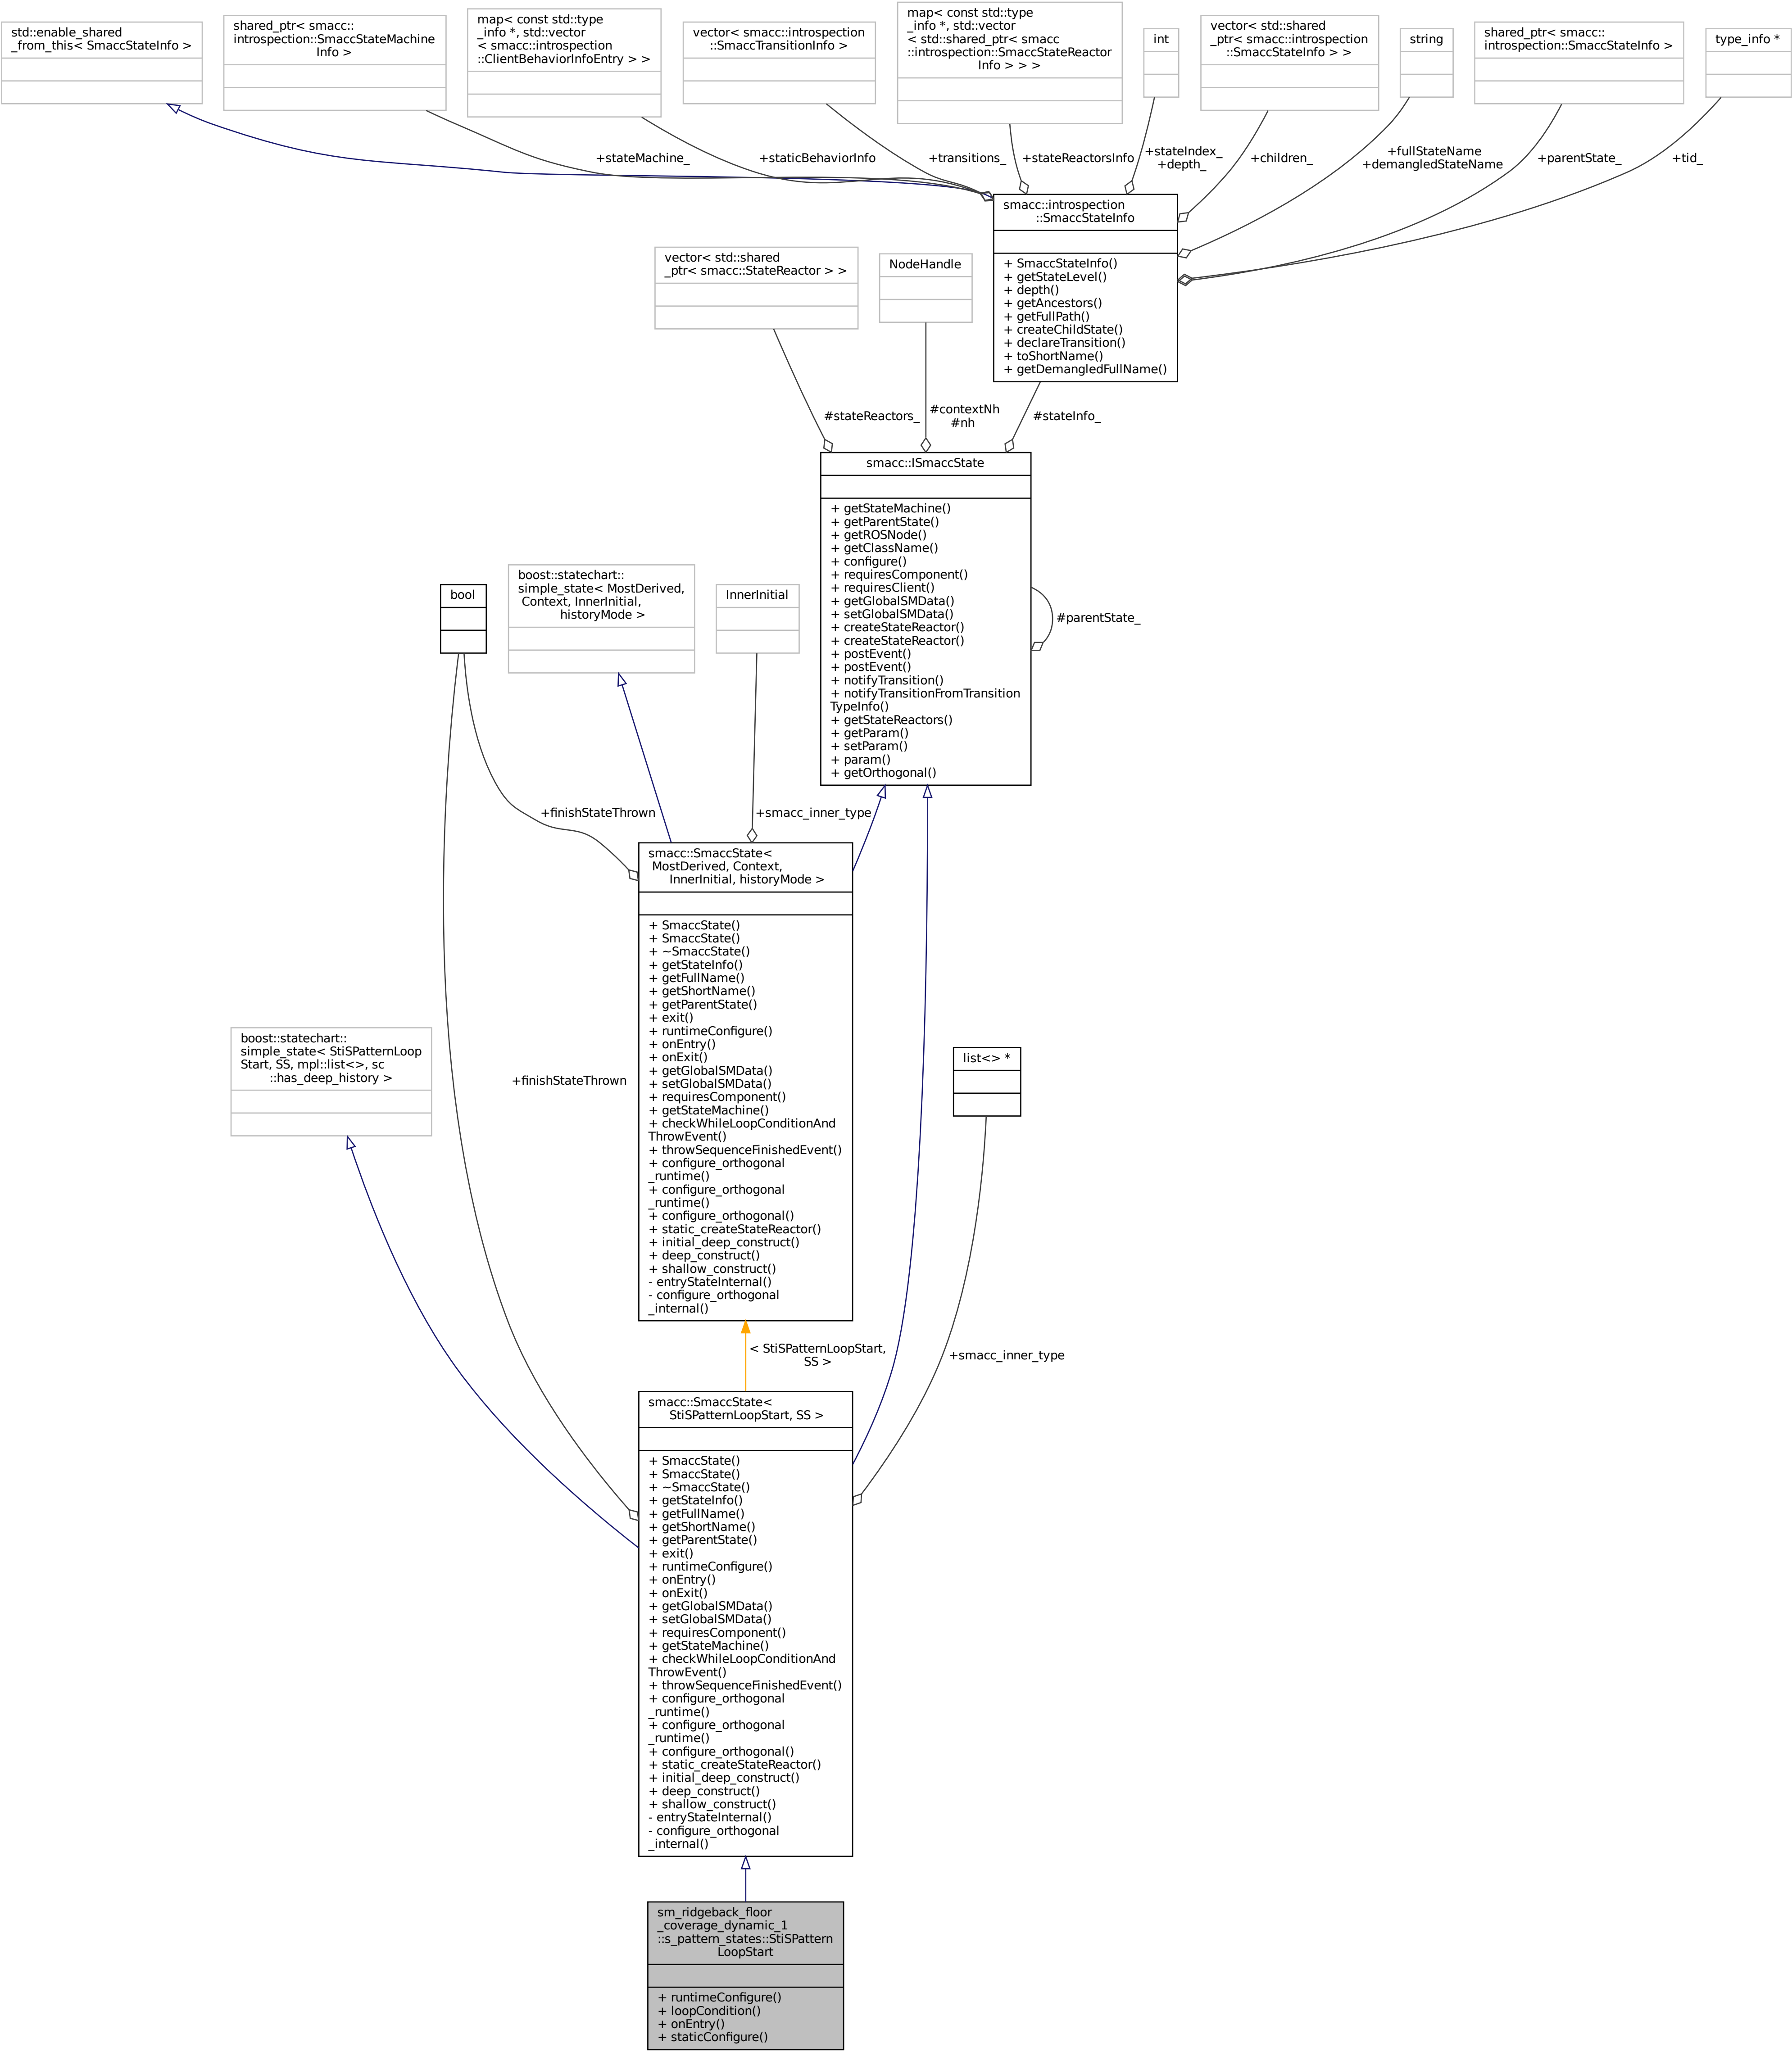 std::enable_shared
_from_this< SmaccStateInfo >
shared_ptr< smacc::
introspection::SmaccStateMachine
Info >
map< const std::type
_info *, std::vector
< smacc::introspection
::ClientBehaviorInfoEntry > >
vector< smacc::introspection
::SmaccTransitionInfo >
map< const std::type
_info *, std::vector
< std::shared_ptr< smacc
::introspection::SmaccStateReactor
Info > > >
int
vector< std::shared
_ptr< smacc::introspection
::SmaccStateInfo > >
string
shared_ptr< smacc::
introspection::SmaccStateInfo >
type_info *
+stateMachine_
+staticBehaviorInfo
+transitions_
+stateReactorsInfo
+stateIndex_
+depth_
+children_
+fullStateName
+demangledStateName
+parentState_
+tid_
smacc::introspection
::SmaccStateInfo
+ SmaccStateInfo()
+ getStateLevel()
+ depth()
+ getAncestors()
+ getFullPath()
+ createChildState()
+ declareTransition()
+ toShortName()
+ getDemangledFullName()
vector< std::shared
_ptr< smacc::StateReactor > >
NodeHandle
#stateReactors_
#contextNh
#nh
#stateInfo_
smacc::ISmaccState
+ getStateMachine()
+ getParentState()
+ getROSNode()
+ getClassName()
+ configure()
+ requiresComponent()
+ requiresClient()
+ getGlobalSMData()
+ setGlobalSMData()
+ createStateReactor()
+ createStateReactor()
+ postEvent()
+ postEvent()
+ notifyTransition()
+ notifyTransitionFromTransition
TypeInfo()
+ getStateReactors()
+ getParam()
+ setParam()
+ param()
+ getOrthogonal()
#parentState_
bool
boost::statechart::
simple_state< MostDerived,
Context, InnerInitial,
historyMode >
InnerInitial
+finishStateThrown
+smacc_inner_type
smacc::SmaccState<
MostDerived, Context,
InnerInitial, historyMode >
+ SmaccState()
+ SmaccState()
+ ~SmaccState()
+ getStateInfo()
+ getFullName()
+ getShortName()
+ getParentState()
+ exit()
+ runtimeConfigure()
+ onEntry()
+ onExit()
+ getGlobalSMData()
+ setGlobalSMData()
+ requiresComponent()
+ getStateMachine()
+ checkWhileLoopConditionAnd
ThrowEvent()
+ throwSequenceFinishedEvent()
+ configure_orthogonal
_runtime()
+ configure_orthogonal
_runtime()
+ configure_orthogonal()
+ static_createStateReactor()
+ initial_deep_construct()
+ deep_construct()
+ shallow_construct()
- entryStateInternal()
- configure_orthogonal
_internal()
boost::statechart::
simple_state< StiSPatternLoop
Start, SS, mpl::list<>, sc
::has_deep_history >
+finishStateThrown
list<> *
< StiSPatternLoopStart,
SS >
+smacc_inner_type
smacc::SmaccState<
StiSPatternLoopStart, SS >
+ SmaccState()
+ SmaccState()
+ ~SmaccState()
+ getStateInfo()
+ getFullName()
+ getShortName()
+ getParentState()
+ exit()
+ runtimeConfigure()
+ onEntry()
+ onExit()
+ getGlobalSMData()
+ setGlobalSMData()
+ requiresComponent()
+ getStateMachine()
+ checkWhileLoopConditionAnd
ThrowEvent()
+ throwSequenceFinishedEvent()
+ configure_orthogonal
_runtime()
+ configure_orthogonal
_runtime()
+ configure_orthogonal()
+ static_createStateReactor()
+ initial_deep_construct()
+ deep_construct()
+ shallow_construct()
- entryStateInternal()
- configure_orthogonal
_internal()
sm_ridgeback_floor
_coverage_dynamic_1
::s_pattern_states::StiSPattern
LoopStart
+ runtimeConfigure()
+ loopCondition()
+ onEntry()
+ staticConfigure()